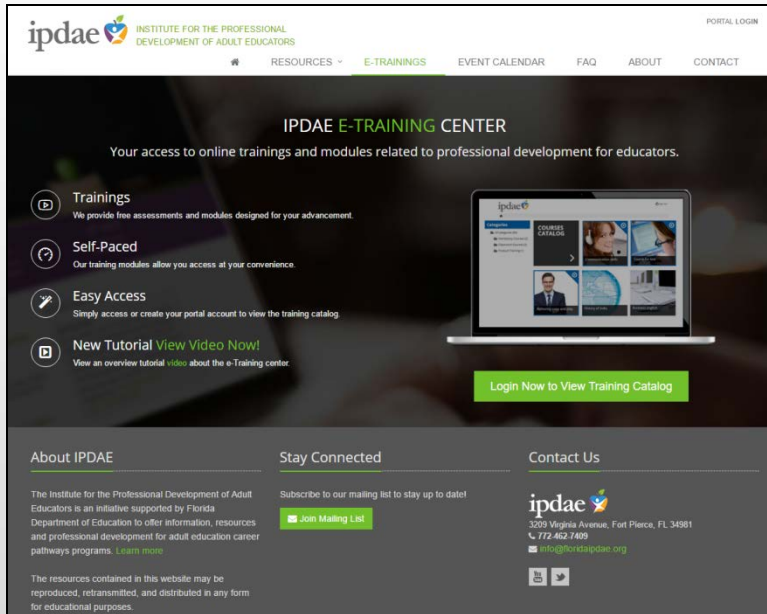 ipdae
INSTITUTE FOR THE PROFESSIONAL
DEVELOPMENT OF ADULT EDUCATORS
PORTAL LOGIN
RESOURCES
E-TRAININGS
EVENT CALENDAR
FAQ
ABOUT
CONTACT
IPDAE E-TRAINING CENTER
Your access to online trainings and modules related to professional development for educators.
Trainings
We provide free assessments and modules designed for your advancement.
Self-Paced
Our training modules allow you access at your convenience.
Easy Access
Simply access or create your portal account to view the training catalog.
New Tutorial View Video Now!
View an overview tutorial video about the e-Training center.
ipdae
Categories
COURSES
CATALOG
Login Now to View Training Catalog
About IPDAE
The Institute for the Professional Development of Adult
Educators is an initiative supported by Florida
Department of Education to offer information, resources
and professional development for adult education career
pathways programs. Learn more
The resources contained in this website may be
reproduced, retransmitted, and distributed in any form
for educational purposes.
Stay Connected
Subscribe to our mailing list to stay up to date!
Join Mailing List
Contact Us
ipdae
3209 Virginia Avenue, Fort Pierce, FL 34981
772-462-7409
info@floridaipdae.org